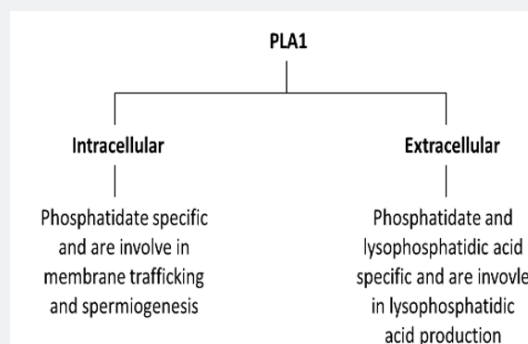 PLA1
Intracellular
Extracellular
Phosphatidate specific
and are involve in
membrane trafficking
and spermiogenesis
Phosphatidate and
lysophosphatidic acid
specific and are invovle
in lysophosphatidic
acid production